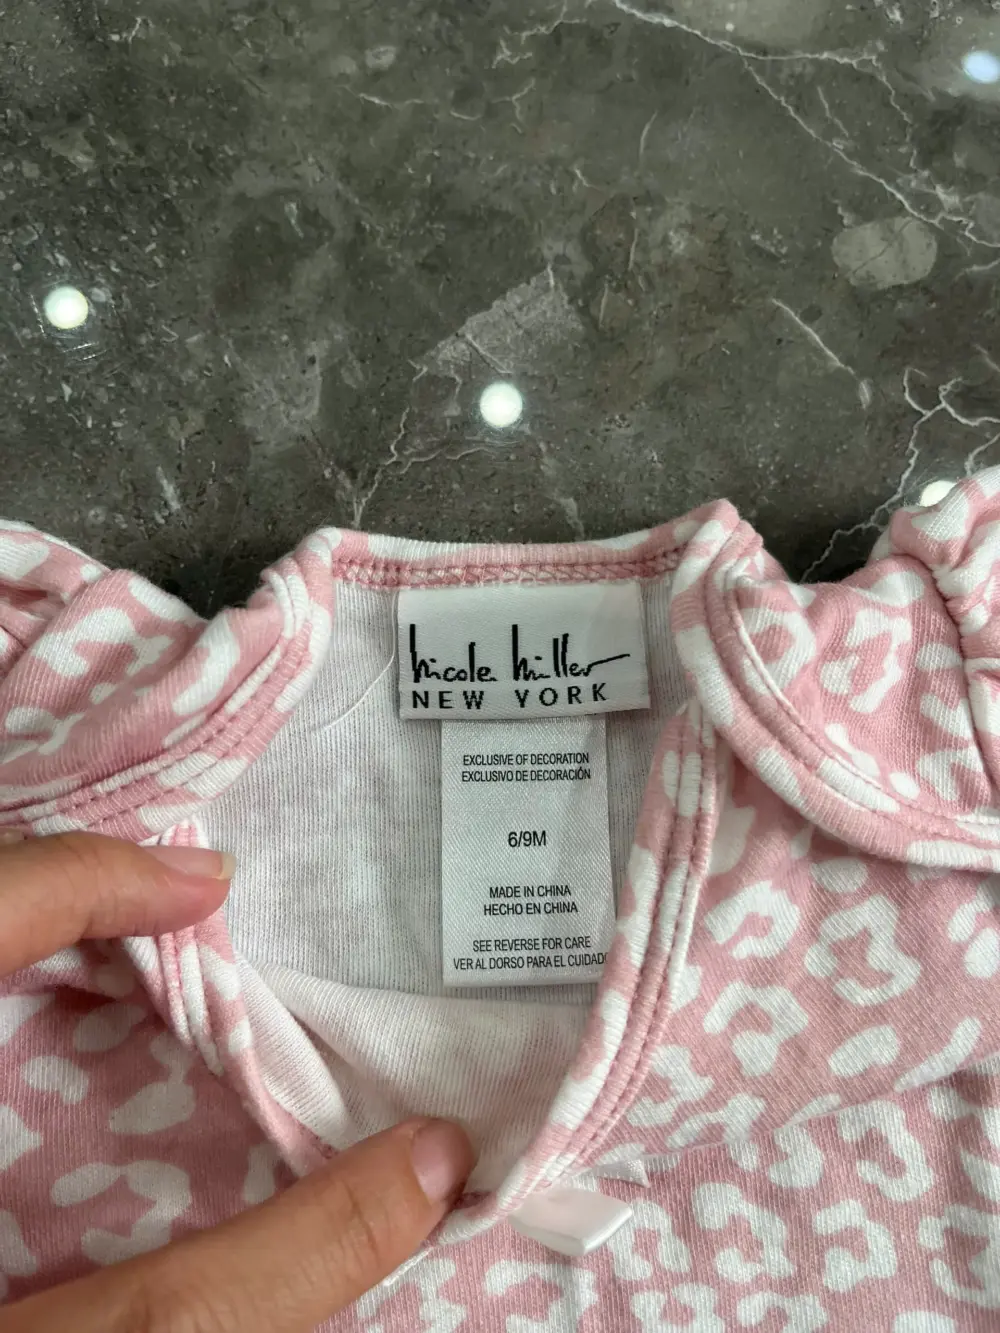 nicole miller
NEW YORK
EXCLUSIVE OF DECORATION
EXCLUSIVO DE DECORACIÓN
6/9M
MADE IN CHINA
HECHO EN CHINA
SEE REVERSE FOR CARE
VER AL DORSO PARA EL CUIDADO